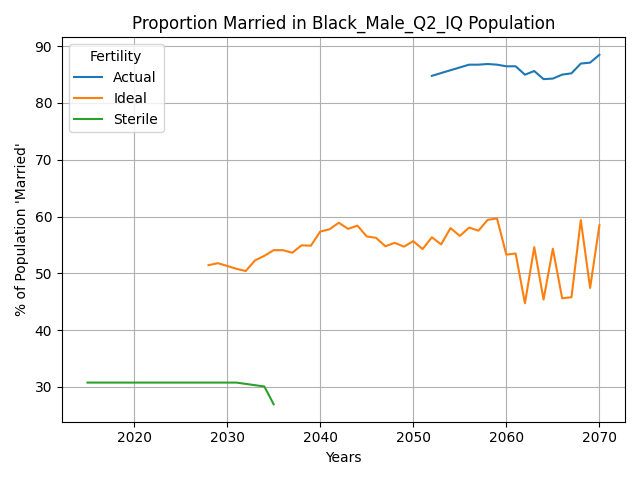 Proportion Married in Black_Male_Q2_IQ Population
% of Population 'Married'
90
80
70
60
50
40
30
Fertility
Actual
Ideal
Sterile
2020 2030 2040 2050 2060 2070
Years